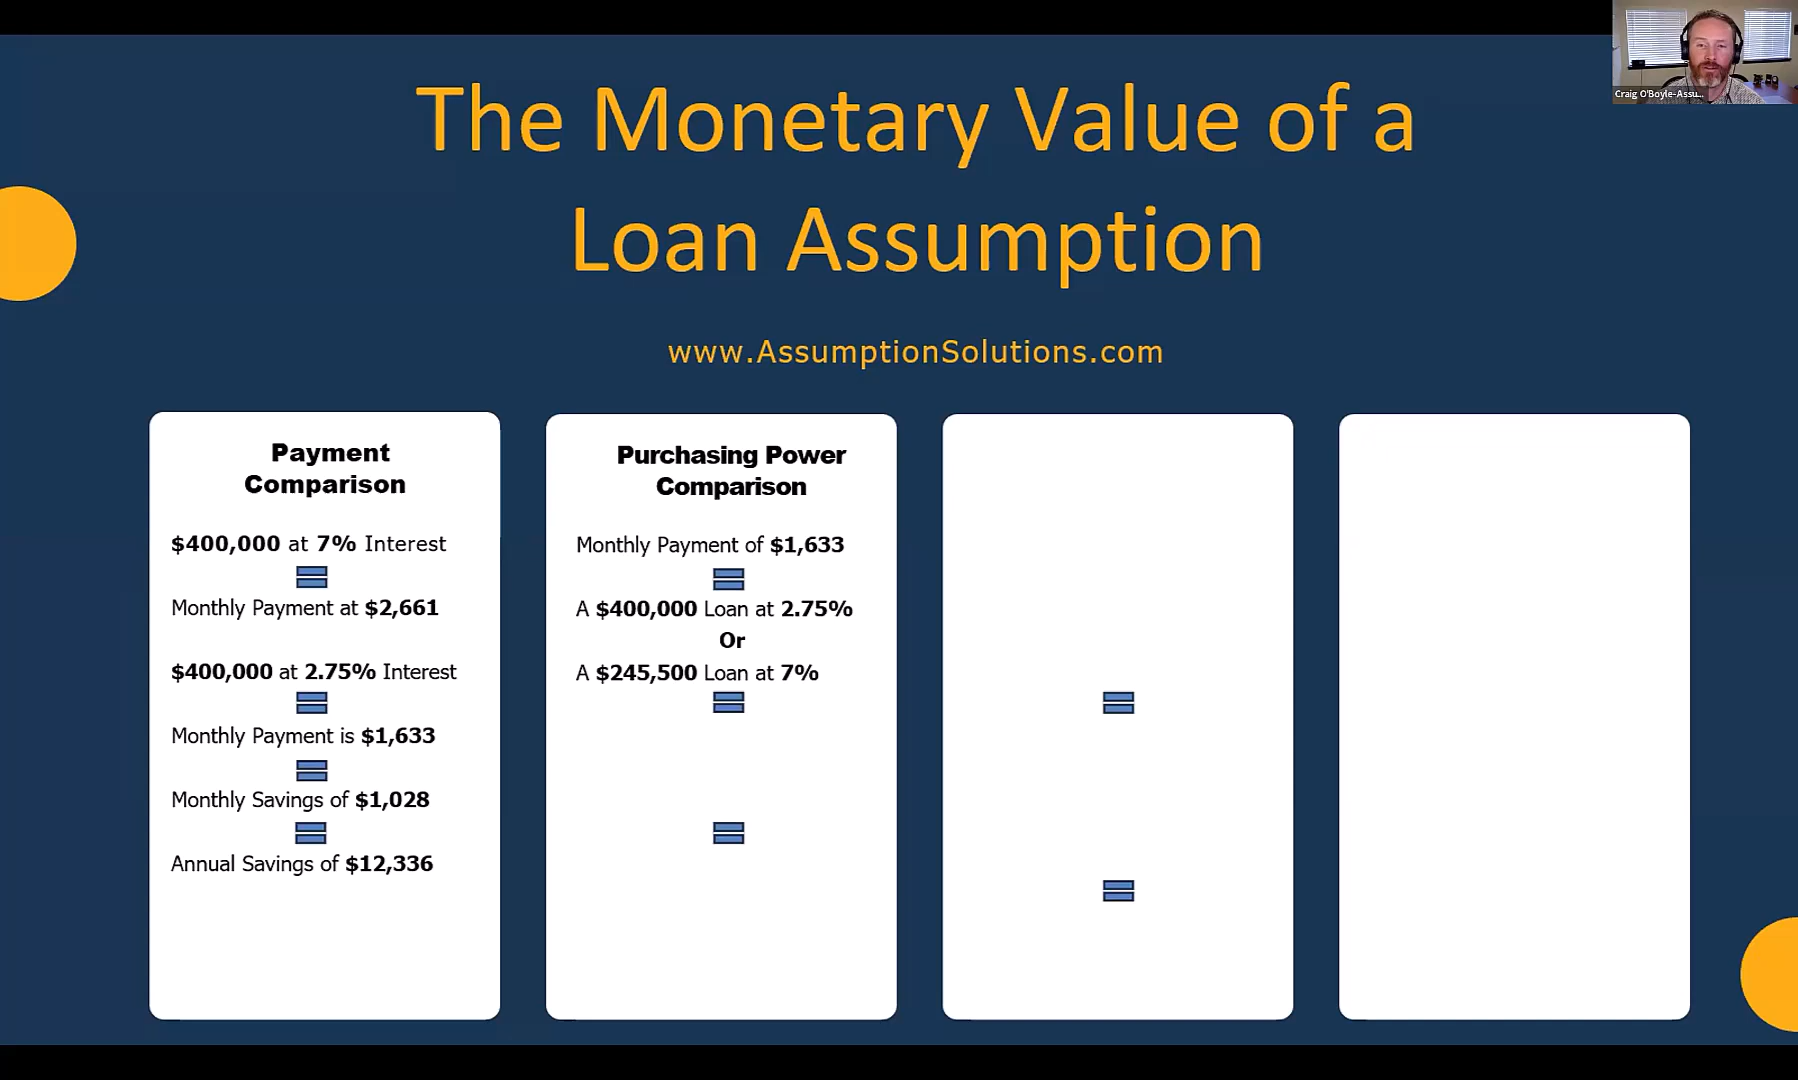 Craig O'Boyle-Assu...
The Monetary Value of a
Loan Assumption
www.AssumptionSolutions.com
Payment
Comparison
$400,000 at 7% Interest
Monthly Payment at $2,661
$400,000 at 2.75% Interest
Monthly Payment is $1,633
Monthly Savings of $1,028
Annual Savings of $12,336
Purchasing Power
Comparison
Monthly Payment of $1,633
A $400,000 Loan at 2.75%
Or
A $245,500 Loan at 7%